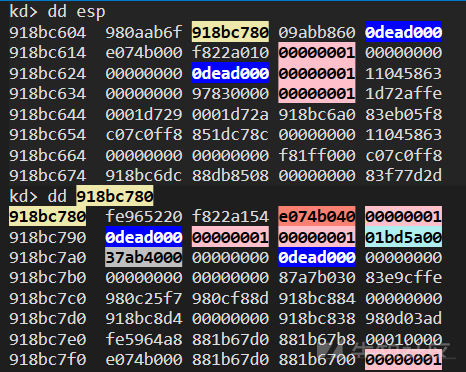 kd> dd esp
918bc604 980aab6f 918bc780 09abb860 0dead000
918bc614 e074b000 f822a010 00000001 00000000
918bc624 00000000 0dead000 00000001 11045863
918bc634 00000000 97830000 00000001 1d72affe
918bc644 0001d729 0001d72a 918bc6a0 83eb05f8
918bc654 c07c0ff8 851dc78c 00000000 11045863
918bc664 00000000 00000000 f81ff000 c07c0ff8
918bc674 918bc6dc 88db8508 00000000 83f77d2d
kd> dd 918bc780
918bc780 fe965220 f822a154 e074b040 00000001
918bc790 0dead000 00000001 00000001 01bd5a00
918bc7a0 37ab4000 00000000 0dead000 00000000
918bc7b0 00000000 00000000 87a7b030 83e9cffe
918bc7c0 980c25f7 980cf88d 918bc884 00000000
918bc7d0 918bc8d4 00000000 918bc838 980d03ad
918bc7e0 fe5964a8 881b67d0 881b67b8 00010000
918bc7f0 e074b000 881b67d0 881b6700 00000001